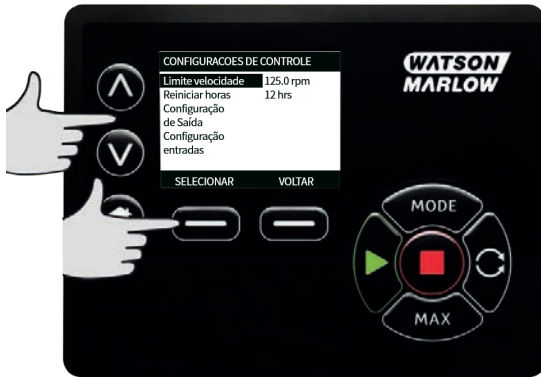 CONFIGURACOES DE CONTROLE
Limite velocidade 125.0 rpm
Reiniciar horas 12 hrs
Configuração
de Saída
Configuração
entradas
SELECIONAR VOLTAR
WATSON
MARLOW
MODE
MAX